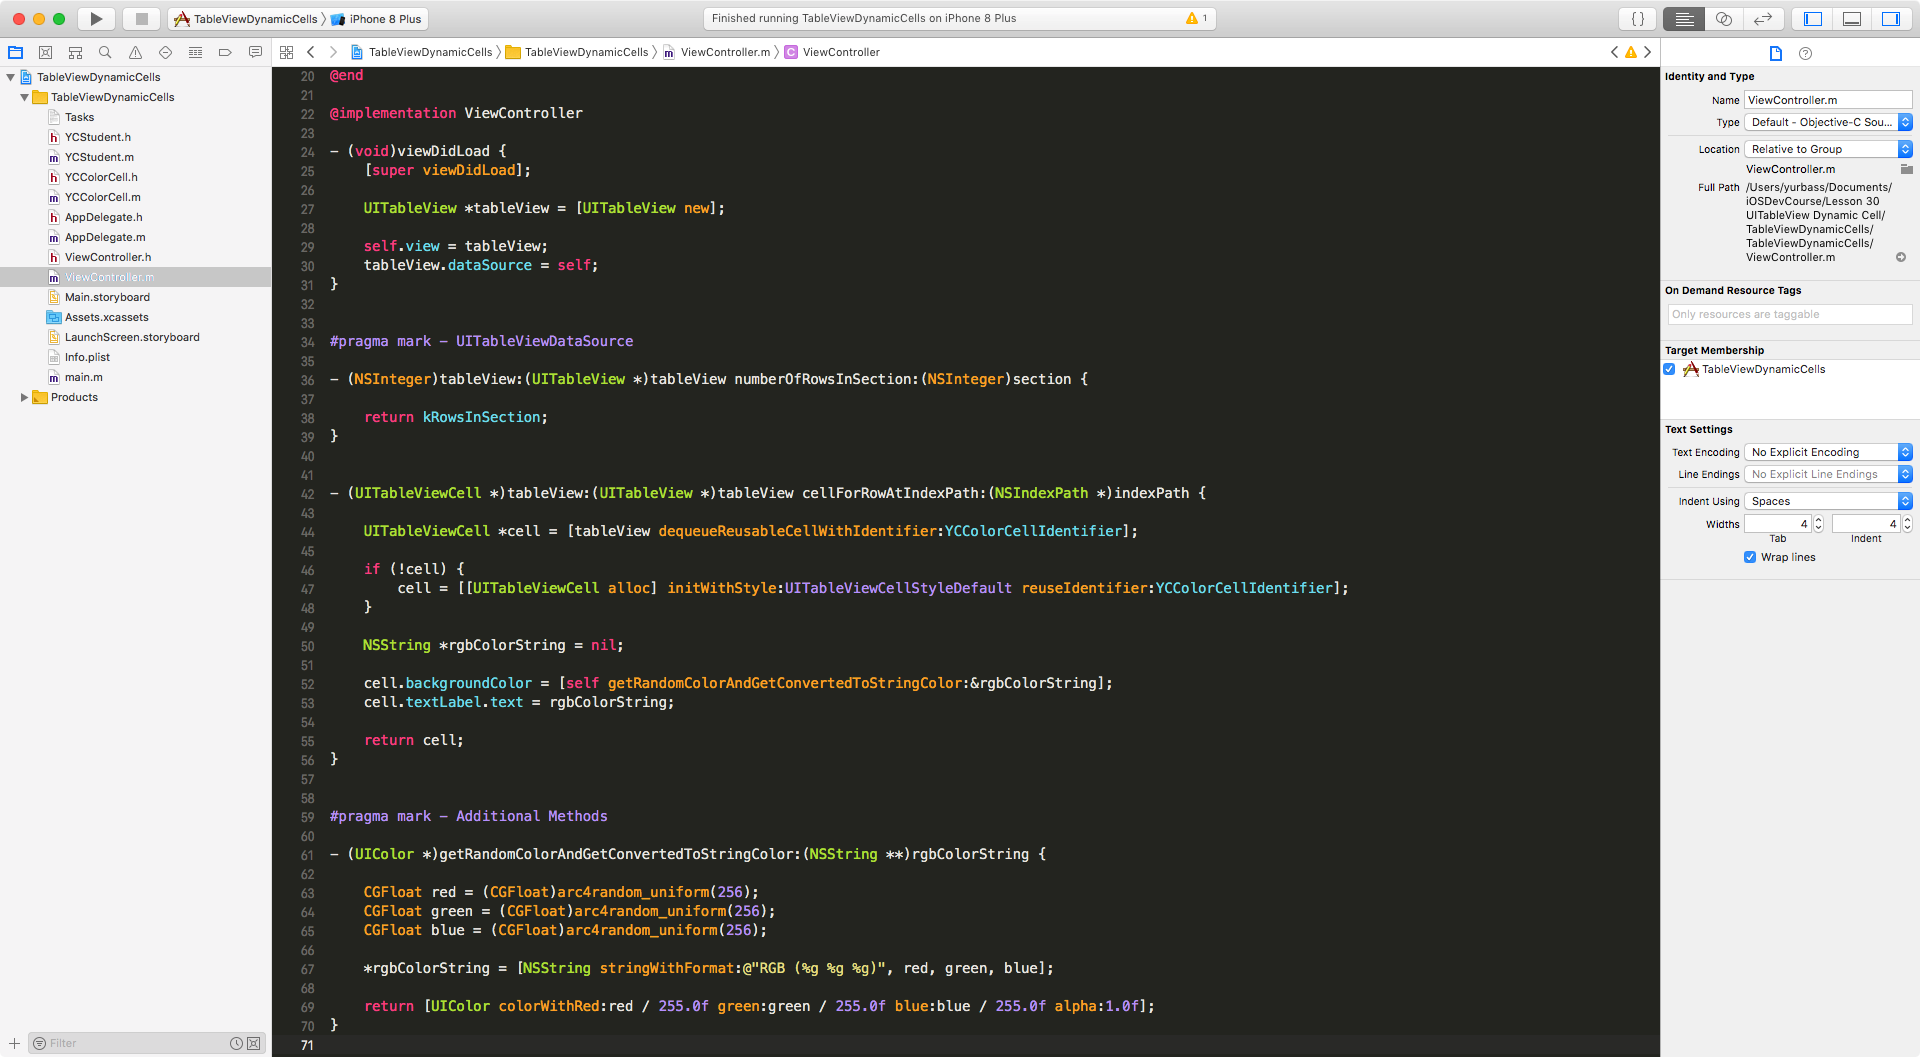 TableViewDynamicCells
iPhone 8 Plus
Finished running TableViewDynamicCells on iPhone 8 Plus
1
{}
TableViewDynamicCells
TableViewDynamicCells
ViewController.m
C
ViewController
TableViewDynamicCells
TableViewDynamicCells
Tasks
h YCStudent.h
m YCStudent.m
h YCColorCell.h
m YCColorCell.m
h AppDelegate.h
m AppDelegate.m
h ViewController.h
m ViewController.m
Main.storyboard
Assets.xcassets
LaunchScreen.storyboard
Info.plist
m main.m
Products
Filter
20 @end
21
22 @implementation ViewController
23
24 - (void)viewDidLoad {
25 [super viewDidLoad];
26
27 UITableView *tableView = [UITableView new];
28
29 self.view = tableView;
30 tableView.dataSource = self;
31 }
32
33
34 #pragma mark - UITableViewDataSource
35
36 - (NSInteger)tableView:(UITableView *)tableView numberOfRowsInSection:(NSInteger)section {
37
38 return kRowsInSection;
39 }
40
41
42 - (UITableViewCell *)tableView:(UITableView *)tableView cellForRowAtIndexPath:(NSIndexPath *)indexPath {
43
44 UITableViewCell *cell = [tableView dequeueReusableCellWithIdentifier:YCColorCellIdentifier];
45
46 if (!cell) {
47 cell = [[UITableViewCell alloc] initWithStyle:UITableViewCellStyleDefault reuseIdentifier:YCColorCellIdentifier];
48 }
49
50 NSString *rgbColorString = nil;
51
52 cell.backgroundColor = [self getRandomColorAndGetConvertedToStringColor:&rgbColorString];
53 cell.textLabel.text = rgbColorString;
54
55 return cell;
56 }
57
58
59 #pragma mark - Additional Methods
60
61 - (UIColor *)getRandomColorAndGetConvertedToStringColor:(NSString **)rgbColorString {
62
63 CGFloat red = (CGFloat)arc4random_uniform(256);
64 CGFloat green = (CGFloat)arc4random_uniform(256);
65 CGFloat blue = (CGFloat)arc4random_uniform(256);
66
67 *rgbColorString = [NSString stringWithFormat:@"RGB (%g %g %g)", red, green, blue];
68
69 return [UIColor colorWithRed:red / 255.0f green:green / 255.0f blue:blue / 255.0f alpha:1.0f];
70 }
71
Identity and Type
Name ViewController.m
Type Default - Objective-C Sou...
Location Relative to Group
ViewController.m
Full Path /Users/yurbass/Documents/
iOSDevCourse/Lesson 30
UITableView Dynamic Cell/
TableViewDynamicCells/
TableViewDynamicCells/
ViewController.m
On Demand Resource Tags
Only resources are taggable
Target Membership
TableViewDynamicCells
Text Settings
Text Encoding No Explicit Encoding
Line Endings No Explicit Line Endings
Indent Using Spaces
Widths 4 4
Tab Indent
Wrap lines